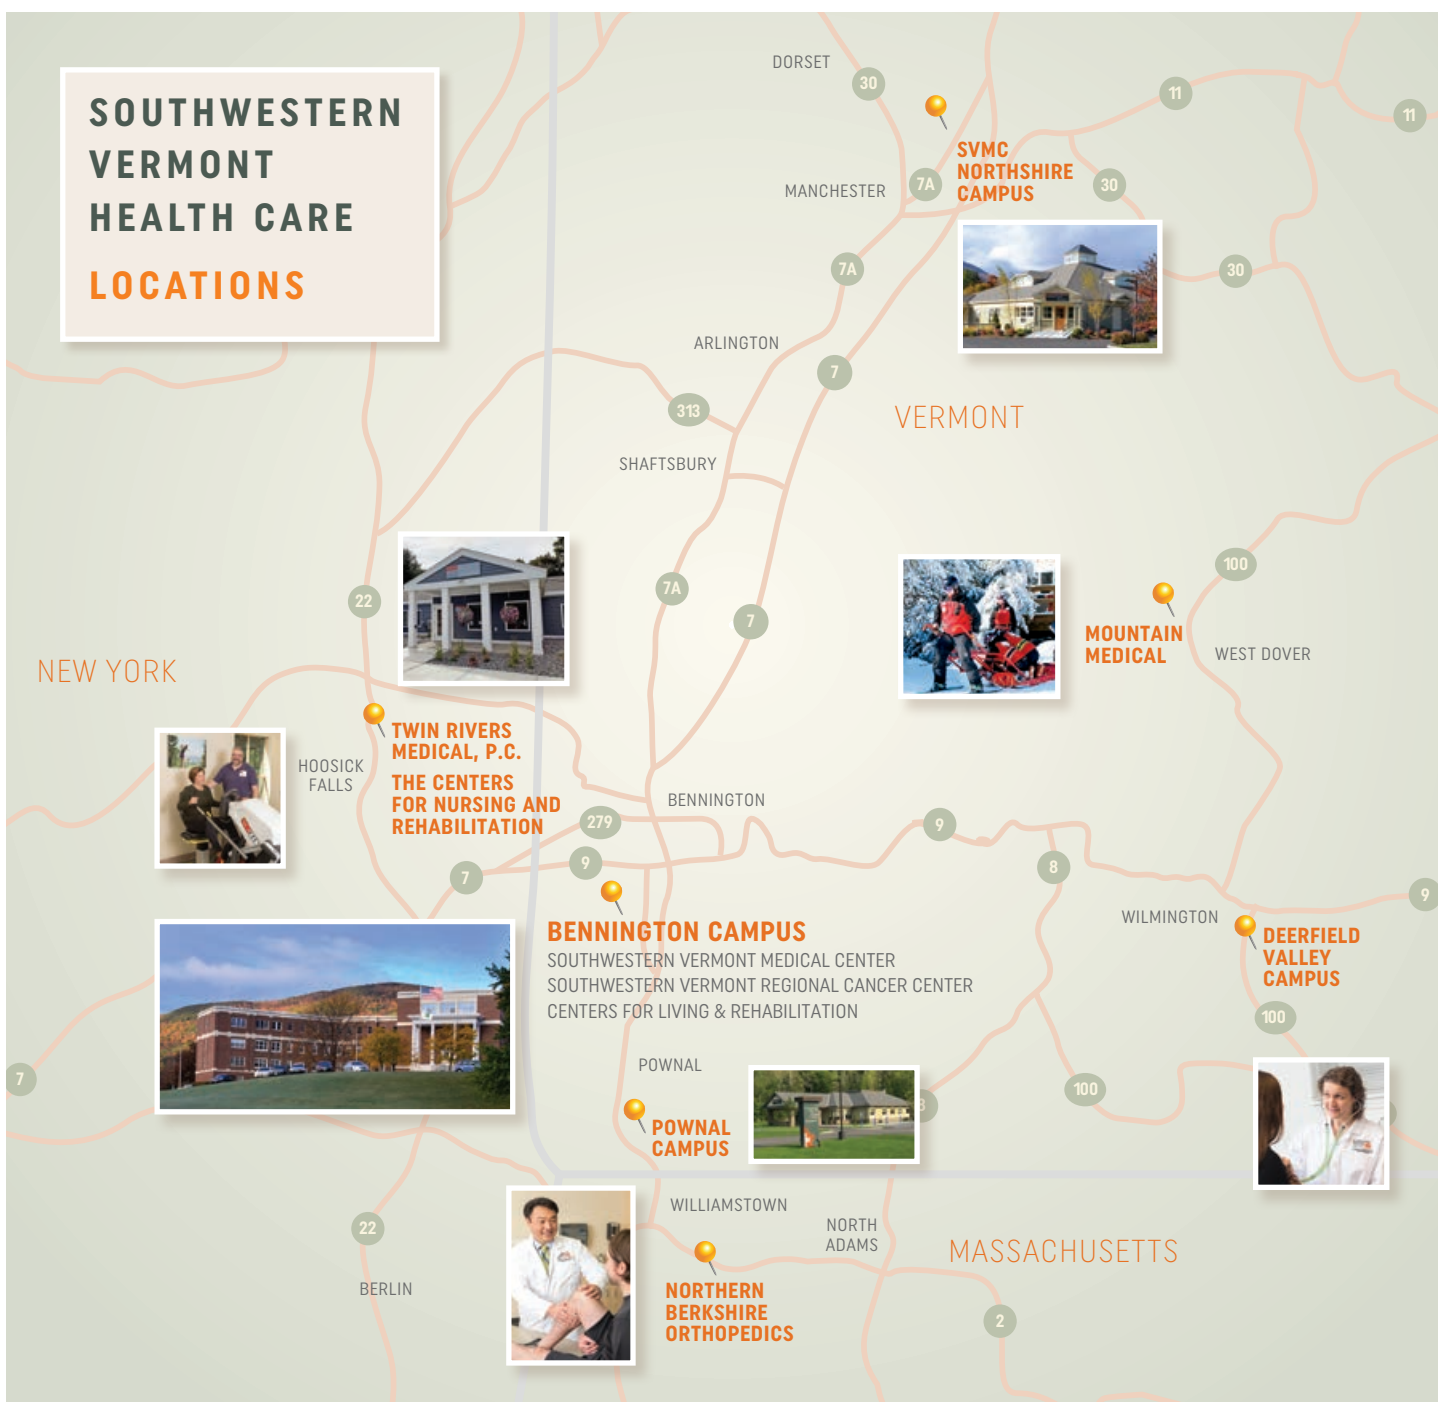 SOUTHWESTERN
VERMONT
HEALTH CARE
LOCATIONS
DORSET
30
11
11
SVMC
NORTHSHIRE
CAMPUS
MANCHESTER
7A
30
7A
30
ARLINGTON
7
313
VERMONT
SHAFTSBURY
100
7A
22
7
MOUNTAIN
MEDICAL
WEST DOVER
NEW YORK
TWIN RIVERS
MEDICAL, P.C.
HOOSICK
FALLS
THE CENTERS
FOR NURSING AND
REHABILITATION
BENNINGTON
279
9
9
8
7
9
BENNINGTON CAMPUS
SOUTHWESTERN VERMONT MEDICAL CENTER
SOUTHWESTERN VERMONT REGIONAL CANCER CENTER
CENTERS FOR LIVING & REHABILITATION
WILMINGTON
DEERFIELD
VALLEY
CAMPUS
100
POWNAL
7
100
POWNAL
CAMPUS
WILLIAMSTOWN
22
NORTH
ADAMS
MASSACHUSETTS
BERLIN
NORTHERN
BERKSHIRE
ORTHOPEDICS
2